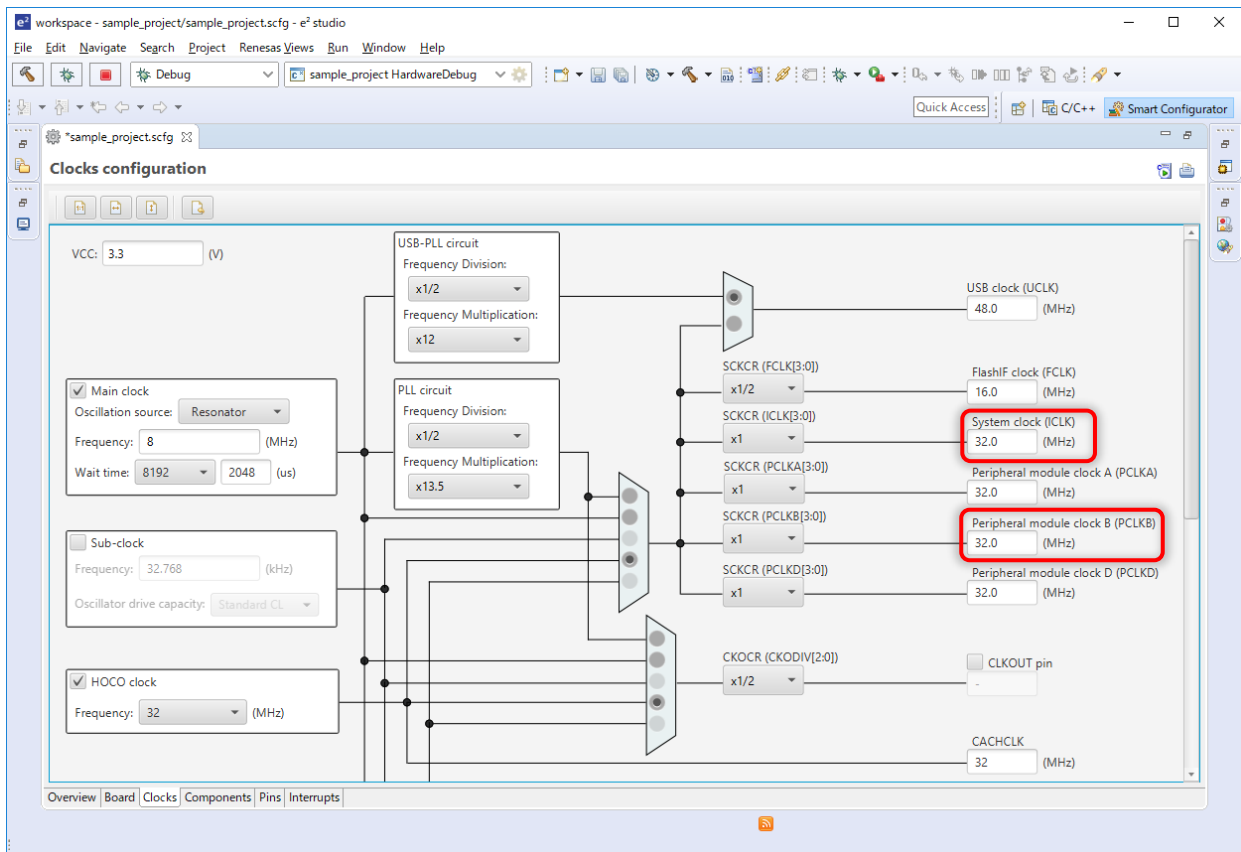 workspace - sample_project/sample_project.scfg - e² studio
File Edit Navigate Search Project Renesas Views Run Window Help
Debug
sample_project HardwareDebug
Quick Access
C/C++
Smart Configurator
*sample_project.scfg
Clocks configuration
VCC: 3.3 (V)
USB-PLL circuit
Frequency Division:
x1/2
Frequency Multiplication:
x12
USB clock (UCLK)
48.0 (MHz)
SCKCR (FCLK[3:0])
x1/2
FlashIF clock (FCLK)
16.0 (MHz)
Main clock
Oscillation source: Resonator
Frequency: 8 (MHz)
Wait time: 8192 2048 (us)
PLL circuit
Frequency Division:
x1/2
Frequency Multiplication:
x13.5
SCKCR (ICLK[3:0])
x1
System clock (ICLK)
32.0 (MHz)
SCKCR (PCLKA[3:0])
x1
Peripheral module clock A (PCLKA)
32.0 (MHz)
SCKCR (PCLKB[3:0])
x1
Peripheral module clock B (PCLKB)
32.0 (MHz)
Sub-clock
Frequency: 32.768 (kHz)
Oscillator drive capacity: Standard CL
SCKCR (PCLKD[3:0])
x1
Peripheral module clock D (PCLKD)
32.0 (MHz)
HOCO clock
Frequency: 32 (MHz)
CKOCR (CKODIV[2:0])
x1/2
CLKOUT pin
-
CACHCLK
32 (MHz)
Overview Board Clocks Components Pins Interrupts